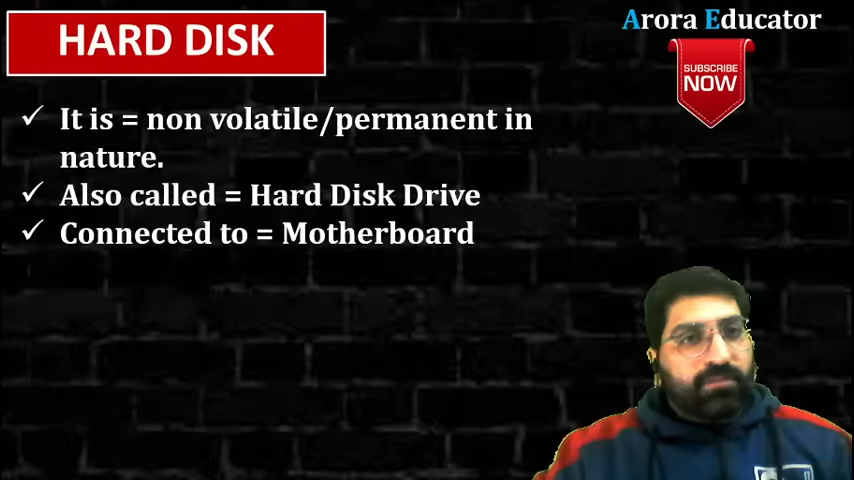 HARD DISK
Arora Educator
SUBSCRIBE
NOW
✓ It is = non volatile/permanent in
nature.
✓ Also called = Hard Disk Drive
✓ Connected to = Motherboard